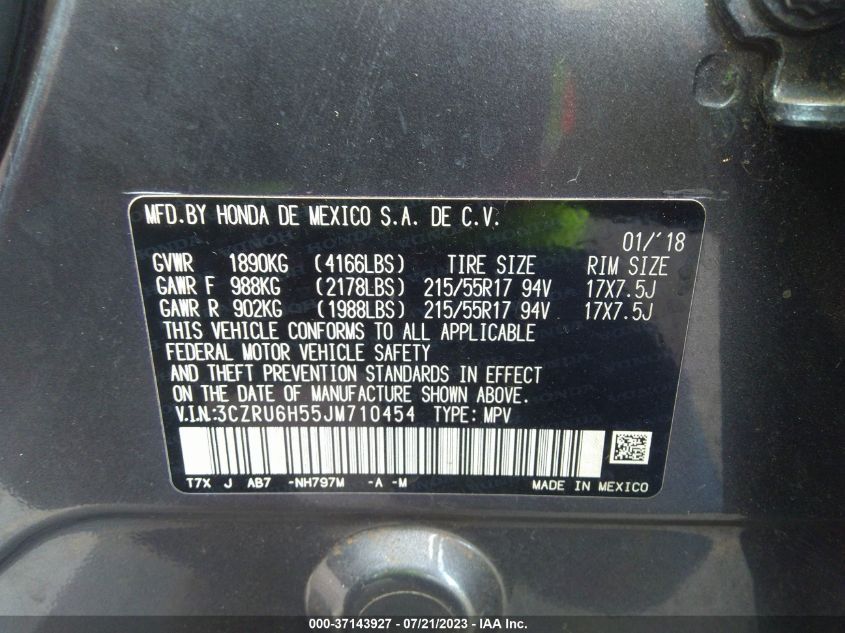 MFD.BY HONDA DE MEXICO S.A. DE C.V.
01/'18
GVWR 1890KG (4166LBS) TIRE SIZE RIM SIZE
GAWR F 988KG (2178LBS) 215/55R17 94V 17X7.5J
GAWR R 902KG (1988LBS) 215/55R17 94V 17X7.5J
THIS VEHICLE CONFORMS TO ALL APPLICABLE
FEDERAL MOTOR VEHICLE SAFETY
AND THEFT PREVENTION STANDARDS IN EFFECT
ON THE DATE OF MANUFACTURE SHOWN ABOVE.
V.I.N.:3CZRU6H55JM710454 TYPE: MPV
T7X J AB7 -NH797M -A -M MADE IN MEXICO
000-37143927 - 07/21/2023 - IAA Inc.